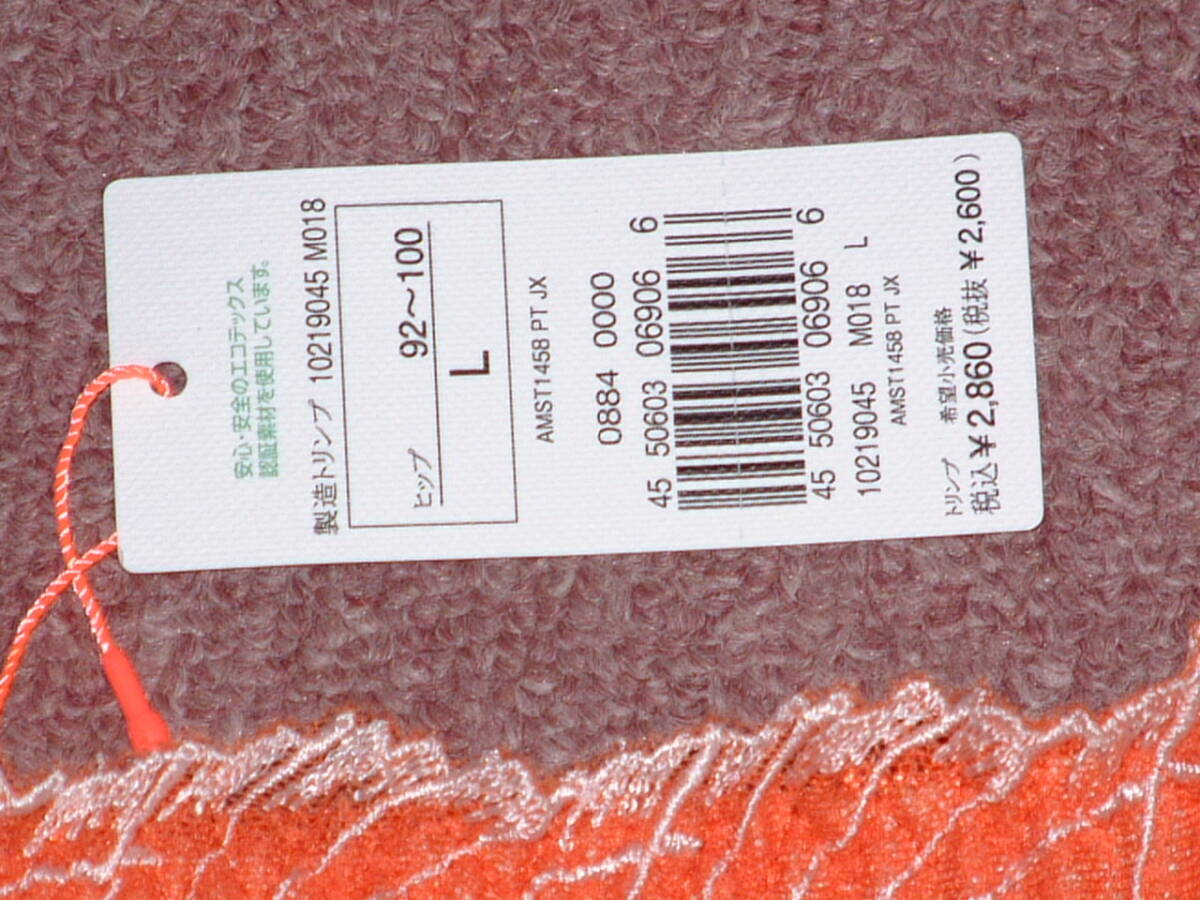 安心・安全のエコテックス
認証素材を使用しています。
製造トリンプ 10219045 M018
ヒップ 92～100
L
AMST1458 PT JX
0884 0000
45 50603 06906 6
45 50603 06906 6
10219045 M018 L
AMST1458 PT JX
トリンプ 希望小売価格
税込¥2,860(税抜 ¥2,600)